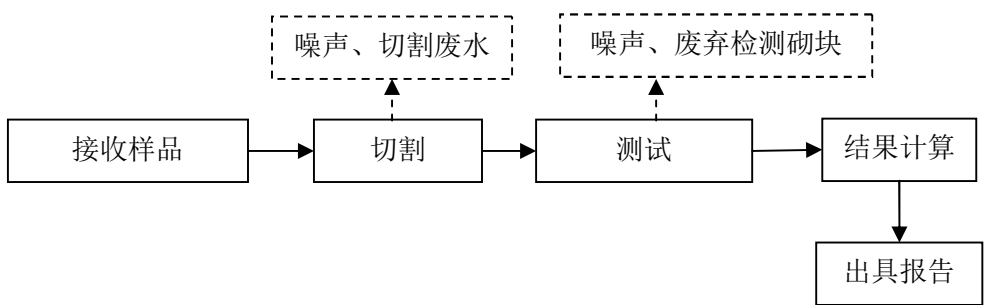 噪声、切割废水
噪声、废弃检测砌块
接收样品
切割
测试
结果计算
出具报告